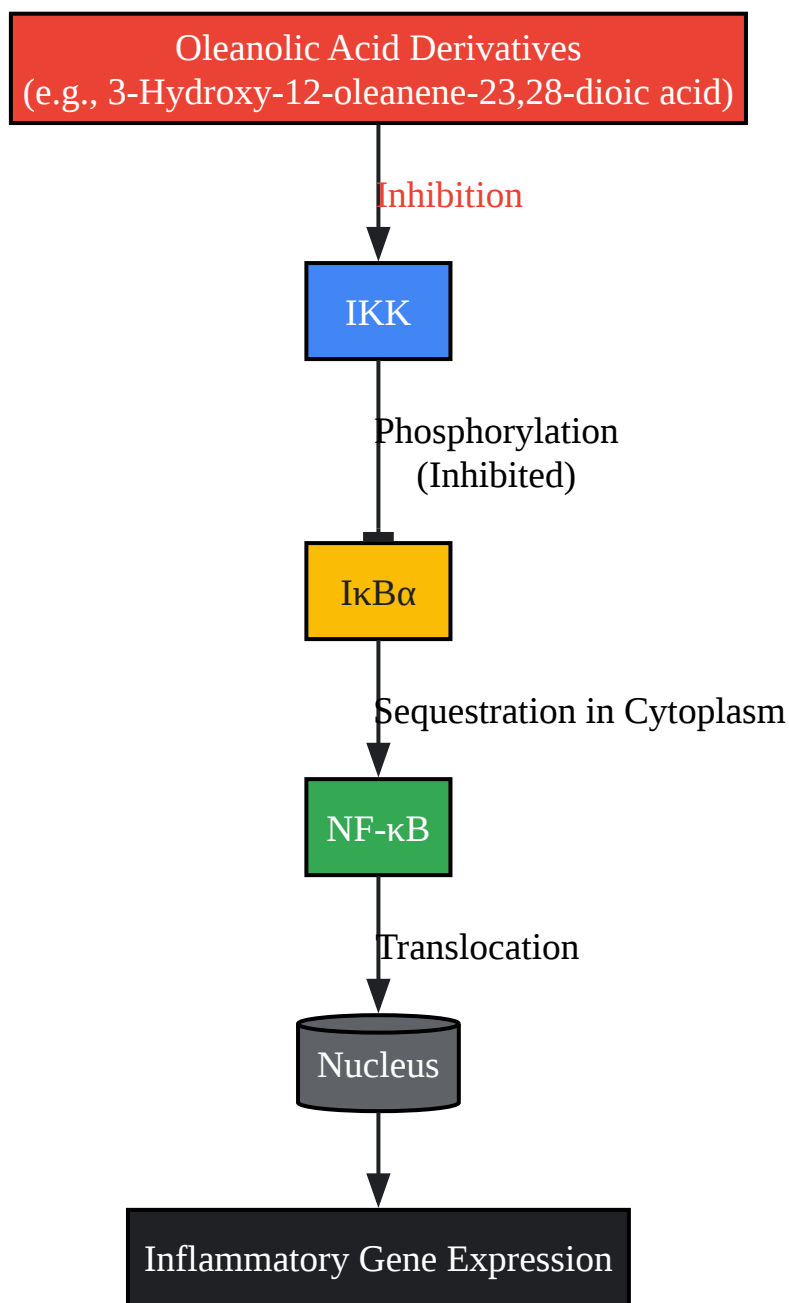 Oleanolic Acid Derivatives
(e.g., 3-Hydroxy-12-oleanene-23,28-dioic acid)
Inhibition
IKK
Phosphorylation
(Inhibited)
IκBα
Sequestration in Cytoplasm
NF-κB
Translocation
Nucleus
Inflammatory Gene Expression